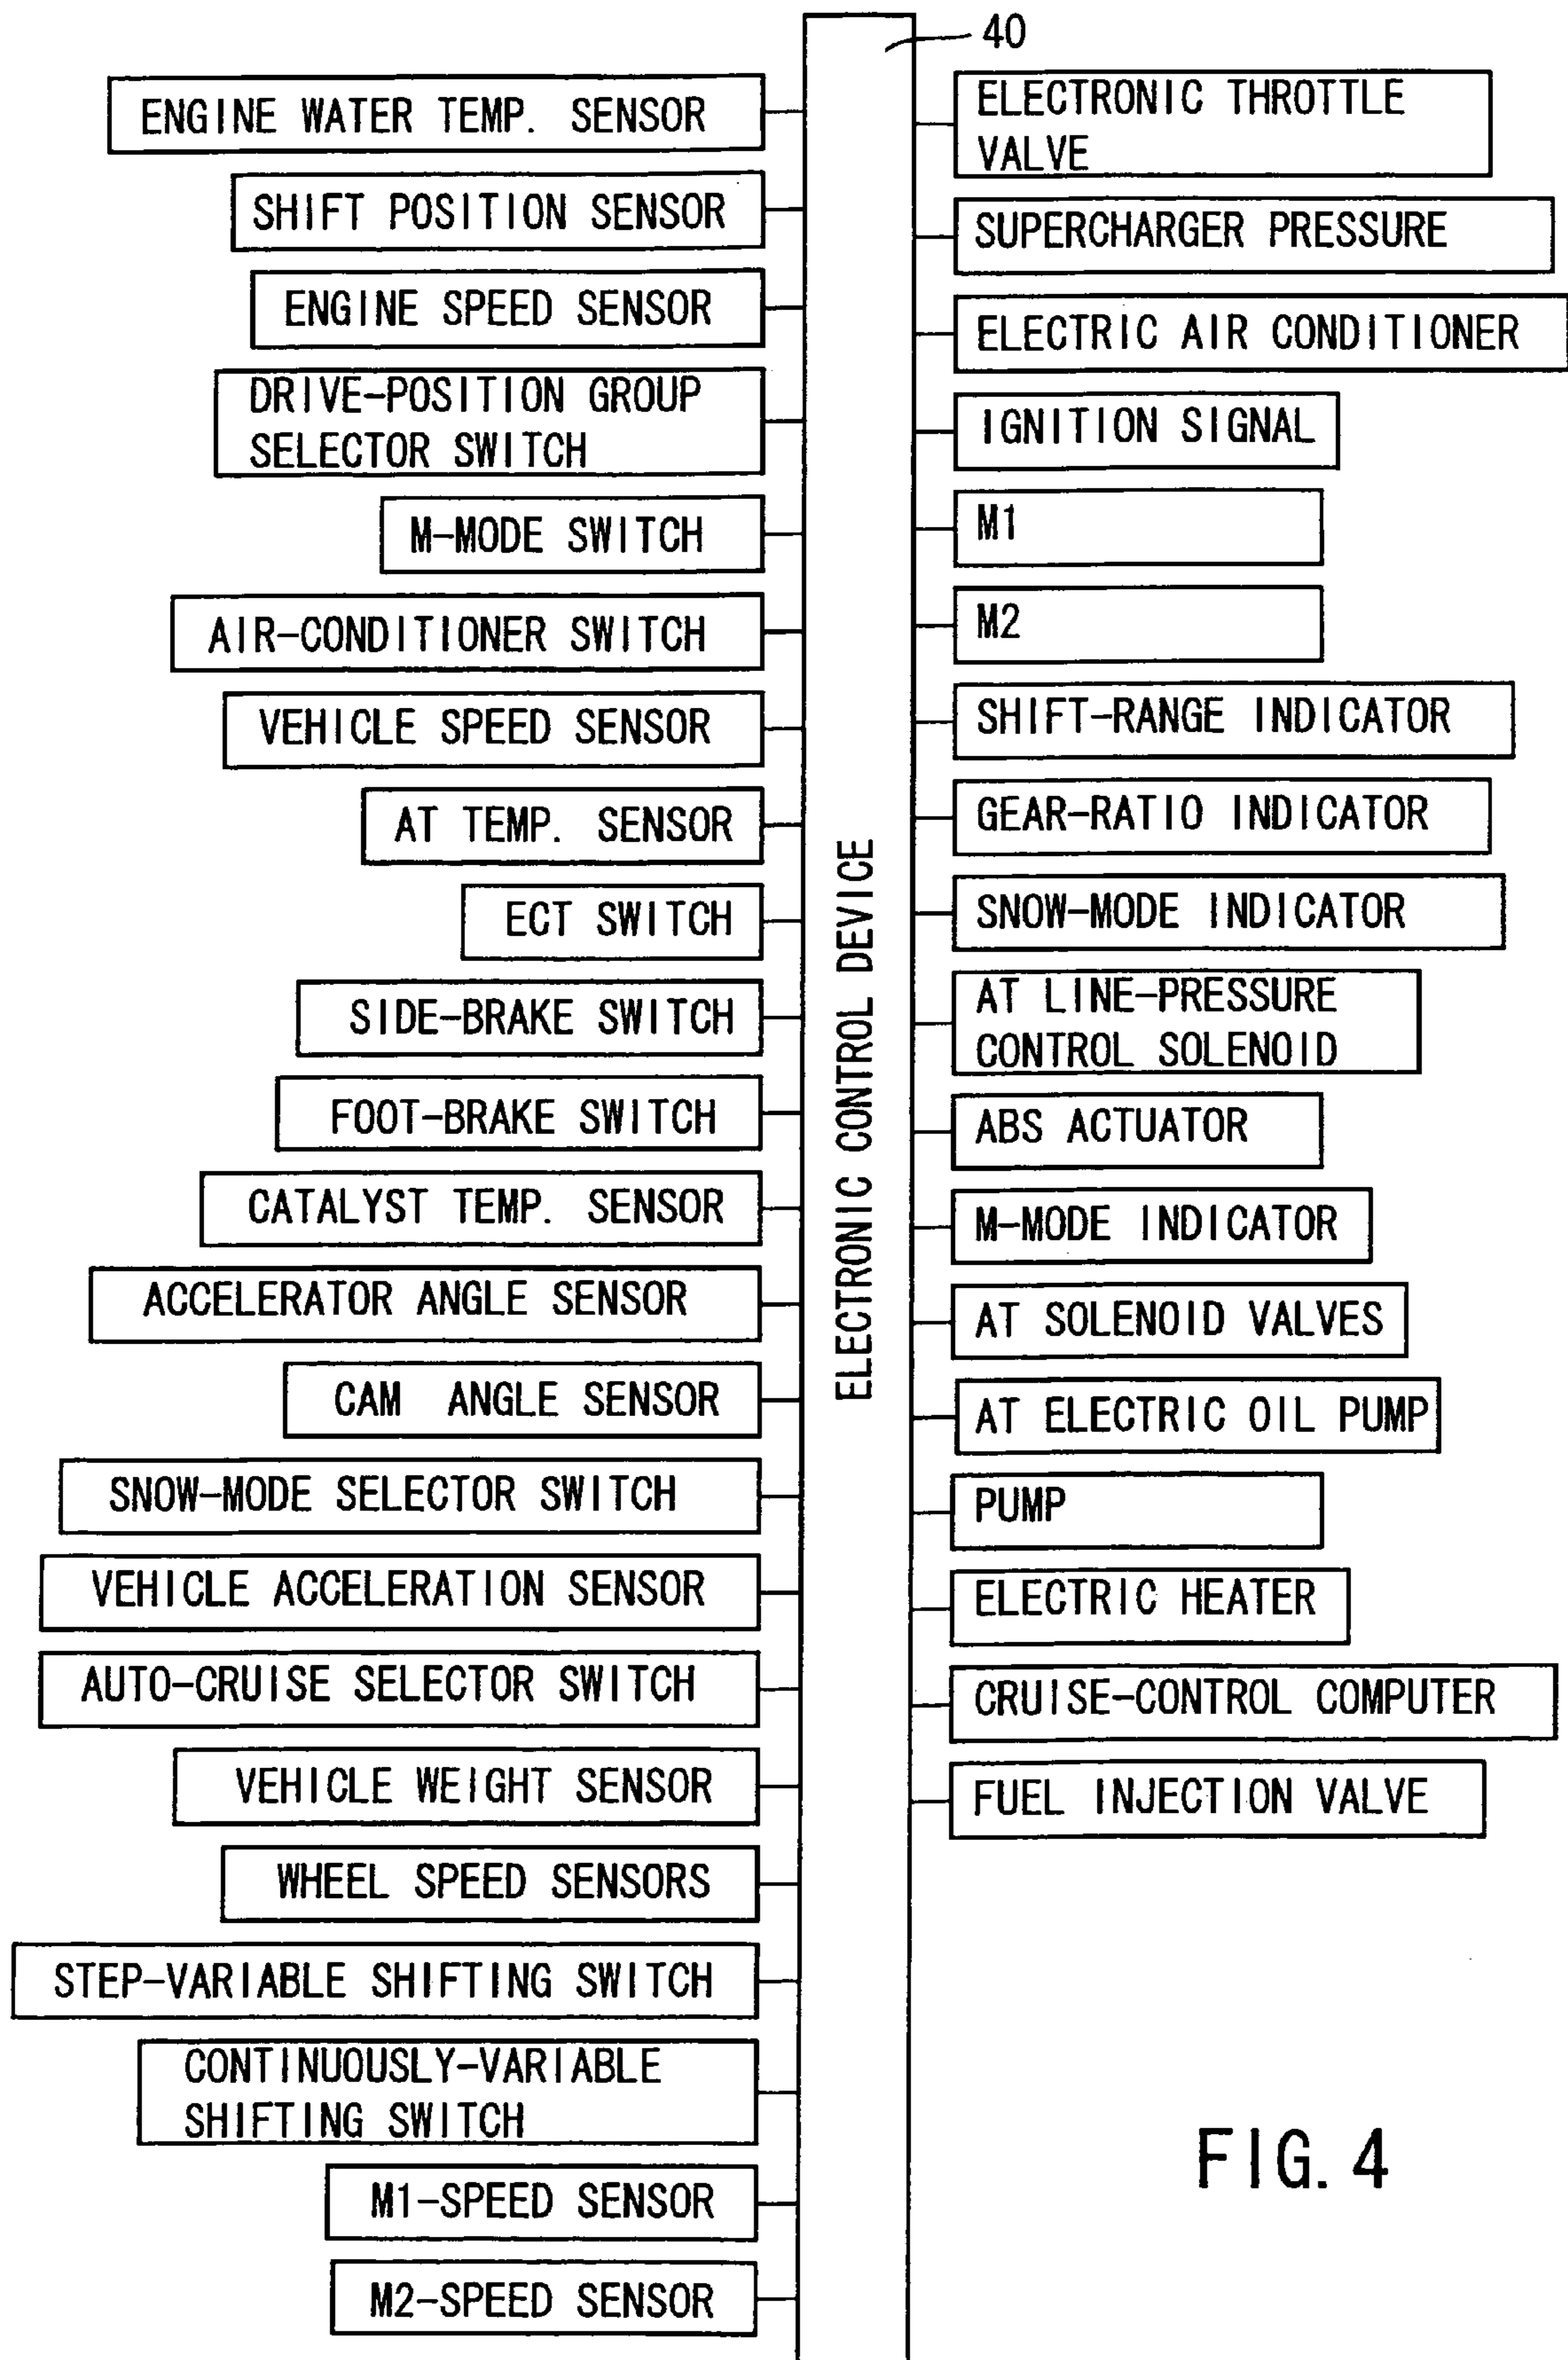 40
ENGINE WATER TEMP. SENSOR
SHIFT POSITION SENSOR
ENGINE SPEED SENSOR
DRIVE-POSITION GROUP
SELECTOR SWITCH
M-MODE SWITCH
AIR-CONDITIONER SWITCH
VEHICLE SPEED SENSOR
AT TEMP. SENSOR
ECT SWITCH
SIDE-BRAKE SWITCH
FOOT-BRAKE SWITCH
CATALYST TEMP. SENSOR
ACCELERATOR ANGLE SENSOR
CAM ANGLE SENSOR
SNOW-MODE SELECTOR SWITCH
VEHICLE ACCELERATION SENSOR
AUTO-CRUISE SELECTOR SWITCH
VEHICLE WEIGHT SENSOR
WHEEL SPEED SENSORS
STEP-VARIABLE SHIFTING SWITCH
CONTINUOUSLY-VARIABLE
SHIFTING SWITCH
M1-SPEED SENSOR
M2-SPEED SENSOR
ELECTRONIC CONTROL DEVICE
ELECTRONIC THROTTLE
VALVE
SUPERCHARGER PRESSURE
ELECTRIC AIR CONDITIONER
IGNITION SIGNAL
M1
M2
SHIFT-RANGE INDICATOR
GEAR-RATIO INDICATOR
SNOW-MODE INDICATOR
AT LINE-PRESSURE
CONTROL SOLENOID
ABS ACTUATOR
M-MODE INDICATOR
AT SOLENOID VALVES
AT ELECTRIC OIL PUMP
PUMP
ELECTRIC HEATER
CRUISE-CONTROL COMPUTER
FUEL INJECTION VALVE
FIG. 4